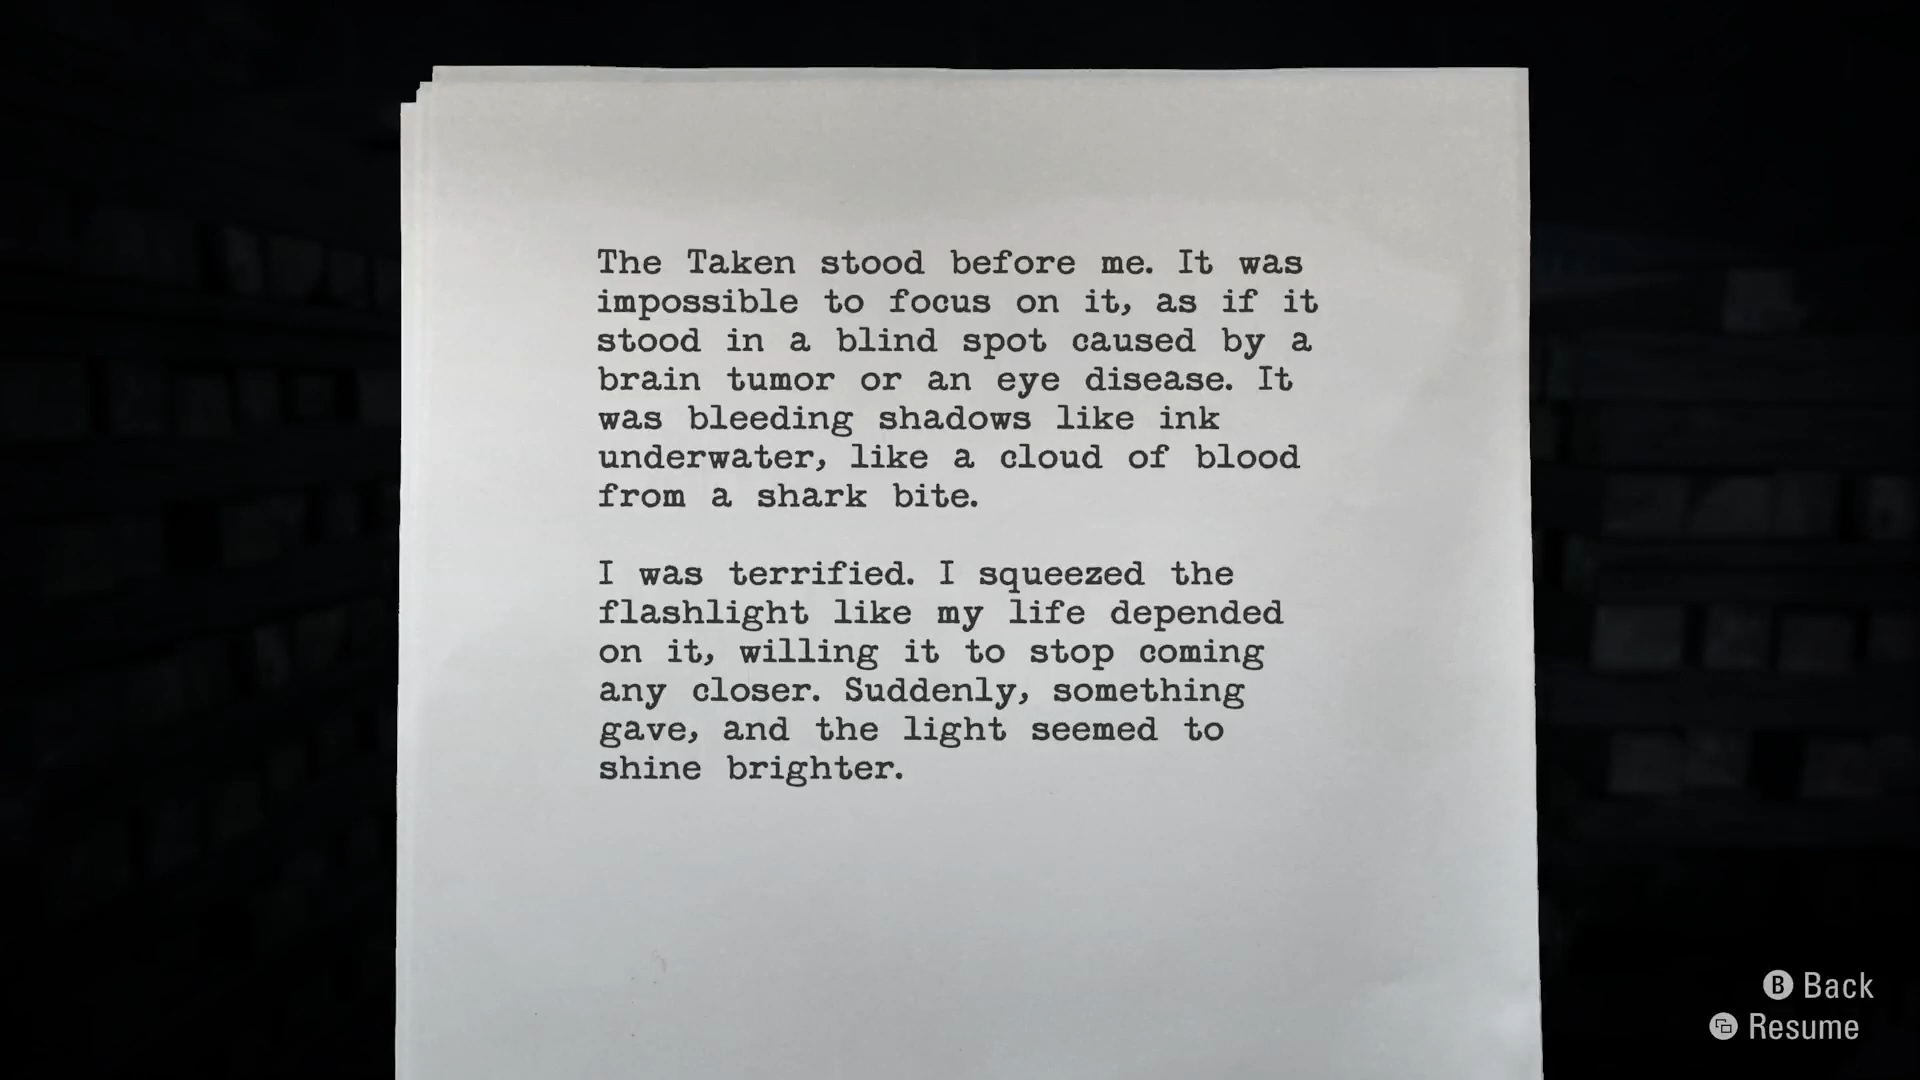 The Taken stood before me. It was
impossible to focus on it, as if it
stood in a blind spot caused by a
brain tumor or an eye disease. It
was bleeding shadows like ink
underwater, like a cloud of blood
from a shark bite.
I was terrified. I squeezed the
flashlight like my life depended
on it, willing it to stop coming
any closer. Suddenly, something
gave, and the light seemed to
shine brighter.
B Back
Resume